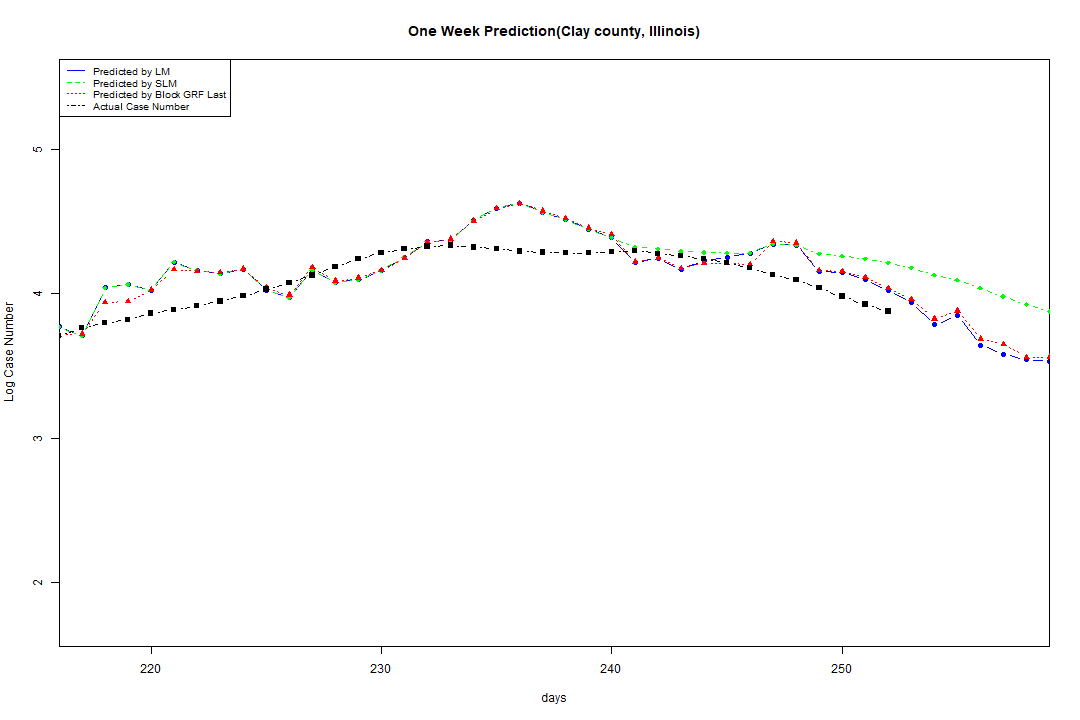 One Week Prediction(Clay county, Illinois)
Predicted by LM
Predicted by SLM
Predicted by Block GRF Last
Actual Case Number
5
4
3
2
Log Case Number
220 230 240 250
days